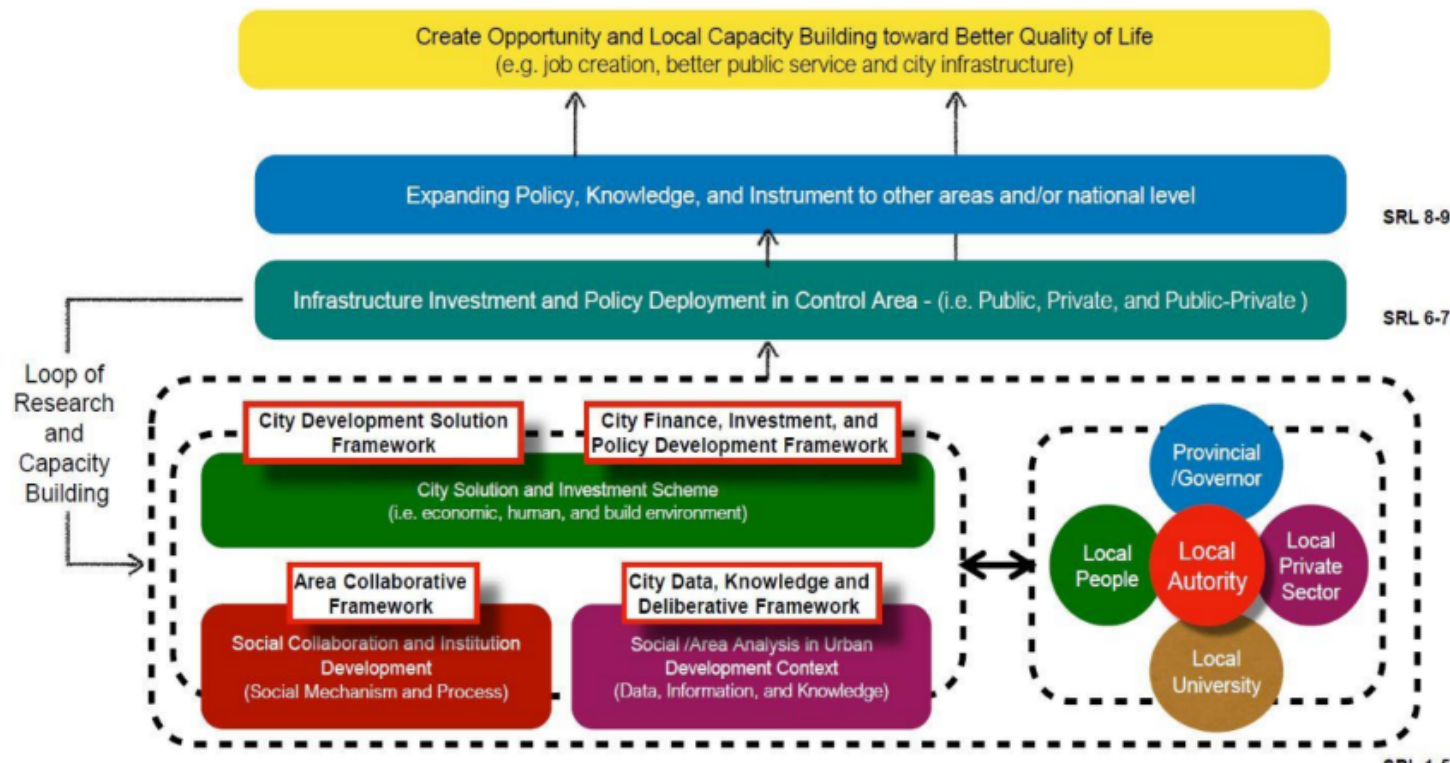 Create Opportunity and Local Capacity Building toward Better Quality of Life
(e.g. job creation, better public service and city infrastructure)
Expanding Policy, Knowledge, and Instrument to other areas and/or national level
SRL 8-9
Infrastructure Investment and Policy Deployment in Control Area - (i.e. Public, Private, and Public-Private )
SRL 6-7
Loop of
Research
and
Capacity
Building
City Development Solution
Framework
City Finance, Investment, and
Policy Development Framework
City Solution and Investment Scheme
(i.e. economic, human, and build environment)
Area Collaborative
Framework
City Data, Knowledge and
Deliberative Framework
Social Collaboration and Institution
Development
(Social Mechanism and Process)
Social /Area Analysis in Urban
Development Context
(Data, Information, and Knowledge)
Provincial
/Governor
Local
People
Local
Autority
Local
Private
Sector
Local
University